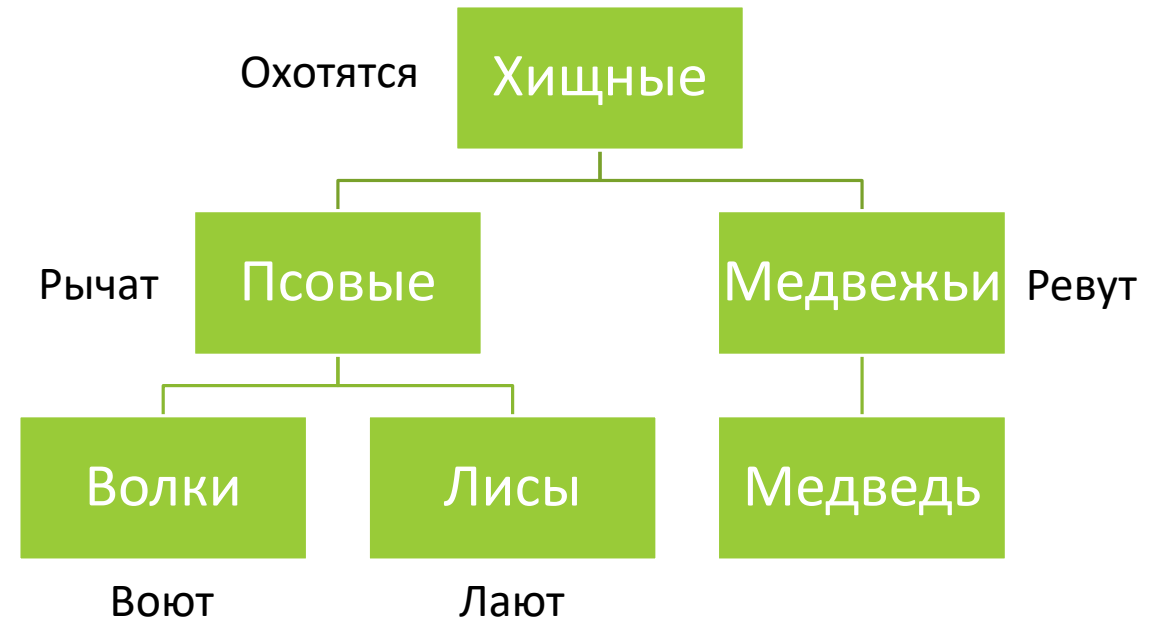 Охотятся
Хищные
Рычат
Псовые
Медвежьи
Ревут
Волки
Лисы
Медведь
Воют
Лают